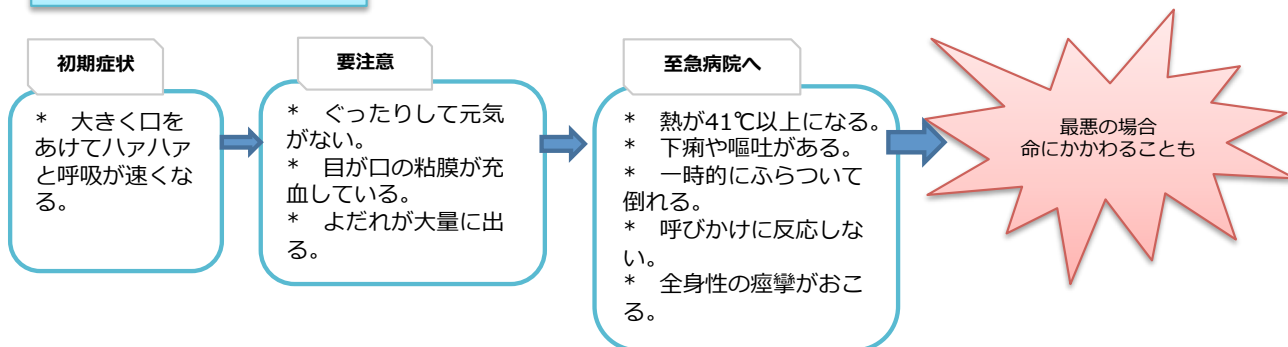 初期症状
* 大きく口を
あけてハァハァ
と呼吸が速くな
る。
要注意
* ぐったりして元気
がない。
* 目が口の粘膜が充
血している。
* よだれが大量に出
る。
至急病院へ
* 熱が41℃以上になる。
* 下痢や嘔吐がある。
* 一時的にふらついて
倒れる。
* 呼びかけに反応しな
い。
* 全身性の痙攣がおこ
る。
最悪の場合
命にかかわることも